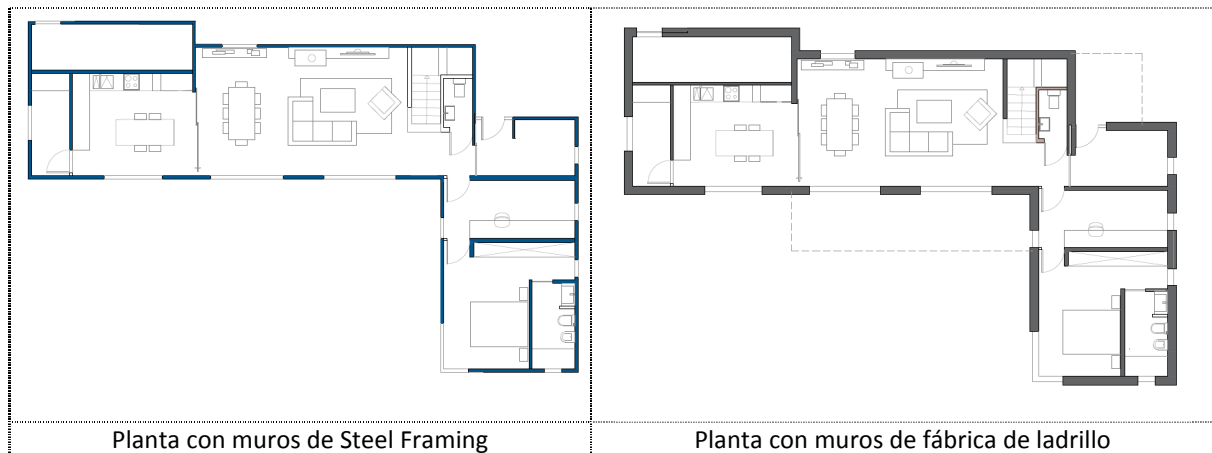 Planta con muros de Steel Framing
Planta con muros de fábrica de ladrillo